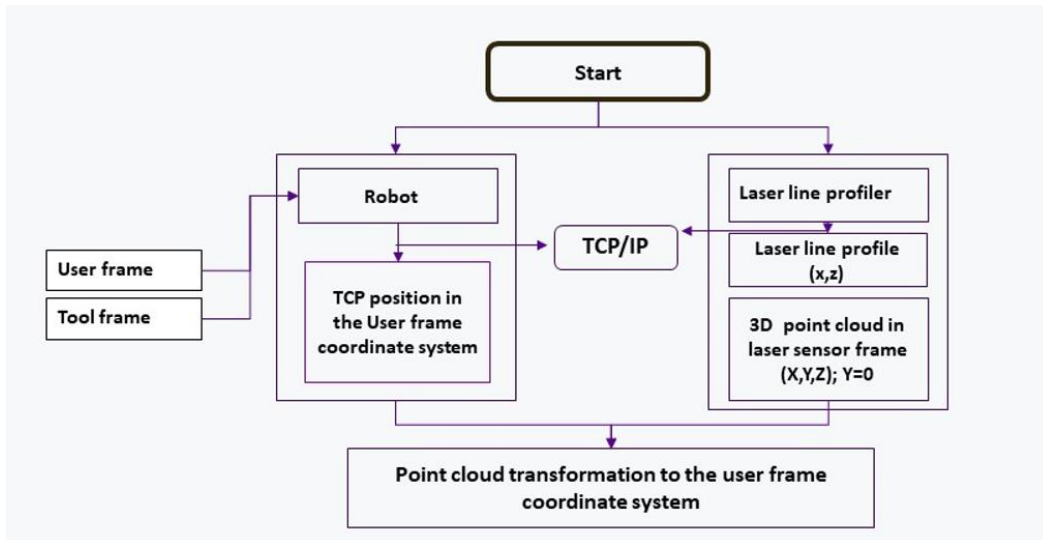 Start
Robot
Laser line profiler
TCP/IP
Laser line profile
(x,z)
User frame
Tool frame
TCP position in
the User frame
coordinate system
3D point cloud in
laser sensor frame
(X,Y,Z); Y=0
Point cloud transformation to the user frame
coordinate system